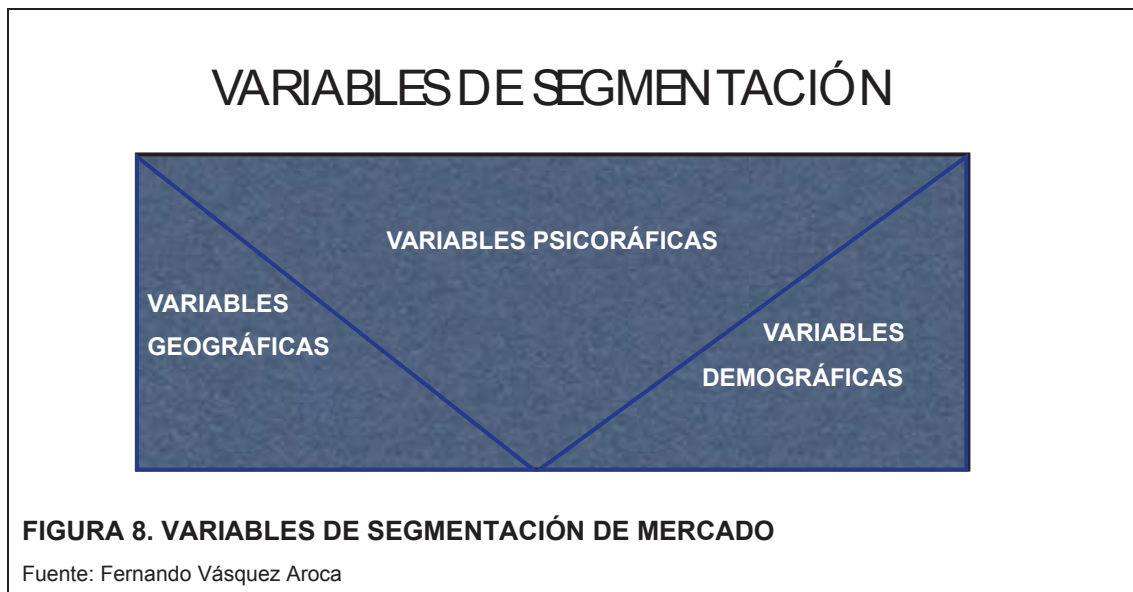 VARIABLES DE SEGMENTACIÓN
VARIABLES PSICORÁFICAS
VARIABLES
GEOGRÁFICAS
VARIABLES
DEMOGRÁFICAS
FIGURA 8. VARIABLES DE SEGMENTACIÓN DE MERCADO
Fuente: Fernando Vásquez Aroca